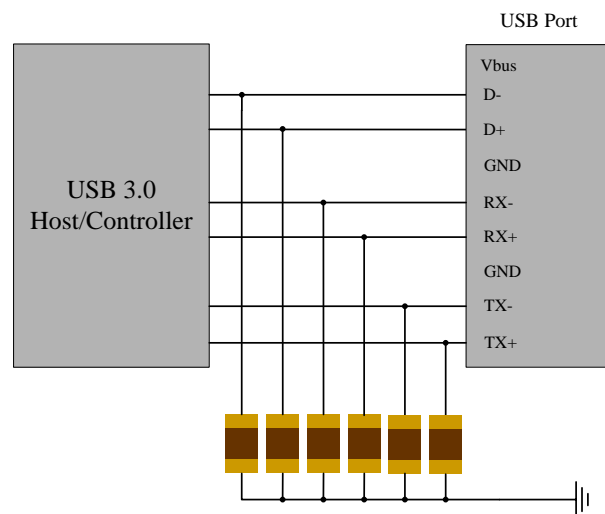 USB Port
USB 3.0
Host/Controller
Vbus
D-
D+
GND
RX-
RX+
GND
TX-
TX+